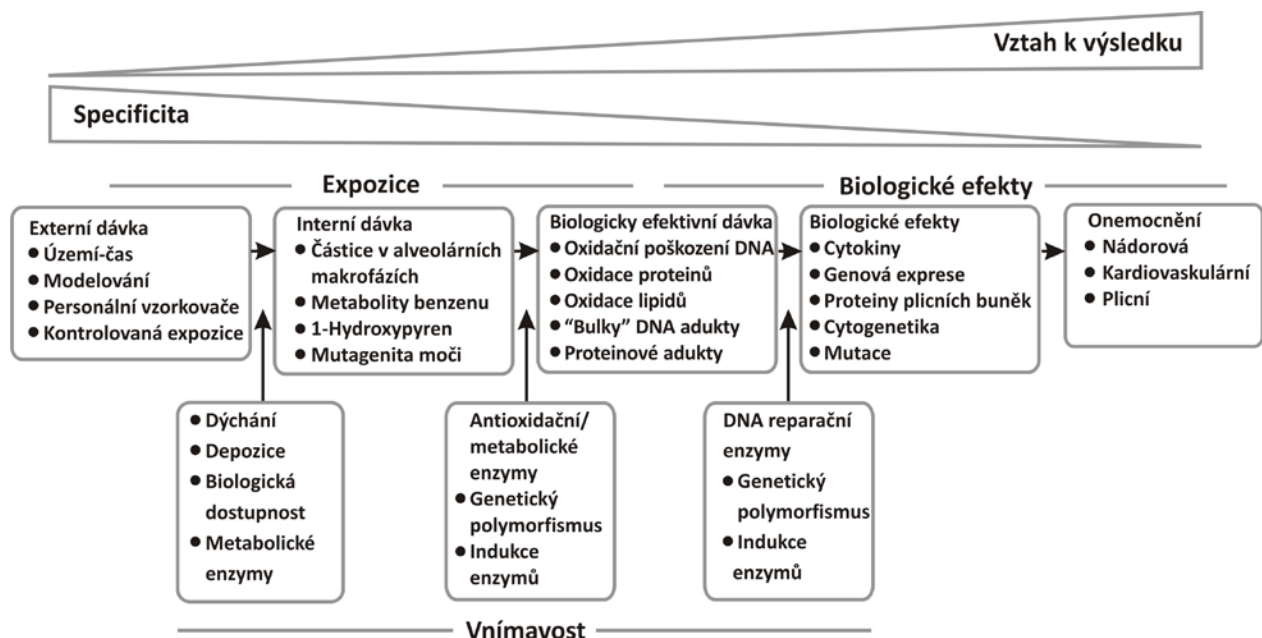 Vztah k výsledku
Specificita
Expozice
Biologické efekty
Externí dávka
Území-čas
Modelování
Personální vzorkovače
Kontrolovaná expozice
Interní dávka
Částice v alveolárních
makrofázích
Metabolity benzenu
1-Hydroxypyren
Mutagenita moči
Biologicky efektivní dávka
Oxidační poškození DNA
Oxidace proteinů
Oxidace lipidů
“Bulky” DNA adukty
Proteinové adukty
Biologické efekty
Cytokiny
Genová exprese
Proteiny plicních buněk
Cytogenetika
Mutace
Onemocnění
Nádorová
Kardiovaskulární
Plicní
Dýchání
Depozice
Biologická
dostupnost
Metabolické
enzymy
Antioxidační/
metabolické
enzymy
Genetický
polymorfismus
Indukce
enzymů
DNA reparační
enzymy
Genetický
polymorfismus
Indukce
enzymů
Vnímavost